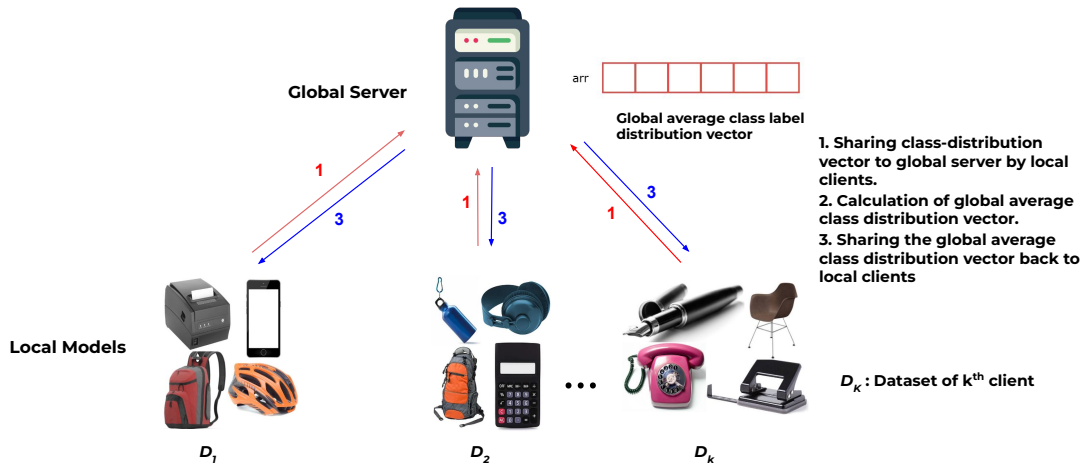 arr
Global Server
Global average class label
distribution vector
1. Sharing class-distribution
vector to global server by local
clients.
2. Calculation of global average
class distribution vector.
3. Sharing the global average
class distribution vector back to
local clients
1
3
1
3
3
1
Local Models
...
D_K : Dataset of k^th client
D_1
D_2
D_k